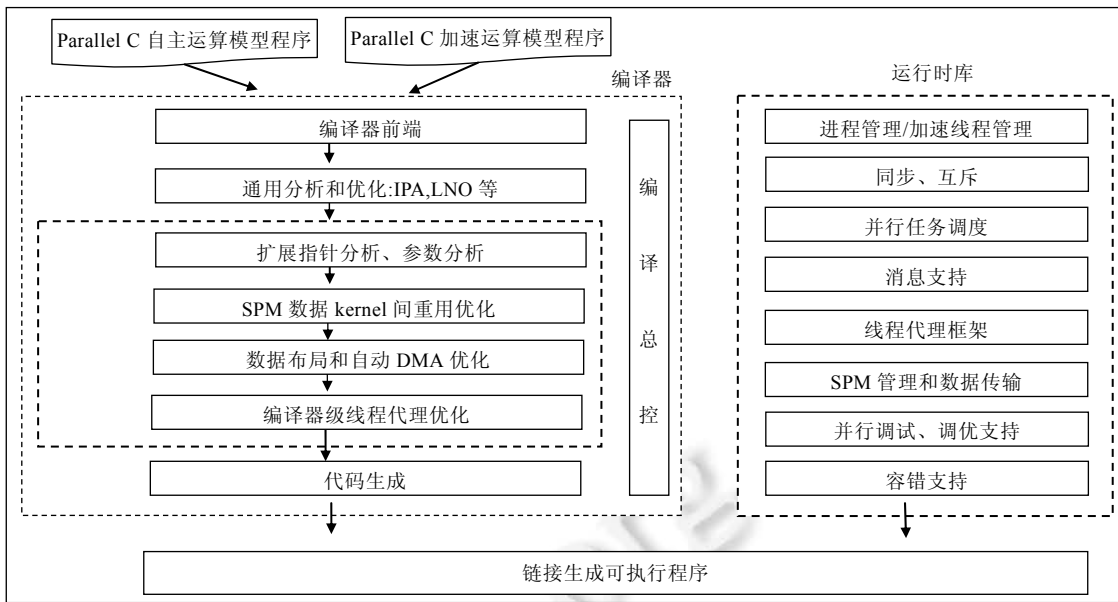 Parallel C 自主运算模型程序
Parallel C 加速运算模型程序
编译器
编译器前端
通用分析和优化:IPA,LNO 等
扩展指针分析、参数分析
SPM 数据 kernel 间重用优化
数据布局和自动 DMA 优化
编译器级线程代理优化
代码生成
编译总控
运行时库
进程管理/加速线程管理
同步、互斥
并行任务调度
消息支持
线程代理框架
SPM 管理和数据传输
并行调试、调优支持
容错支持
链接生成可执行程序